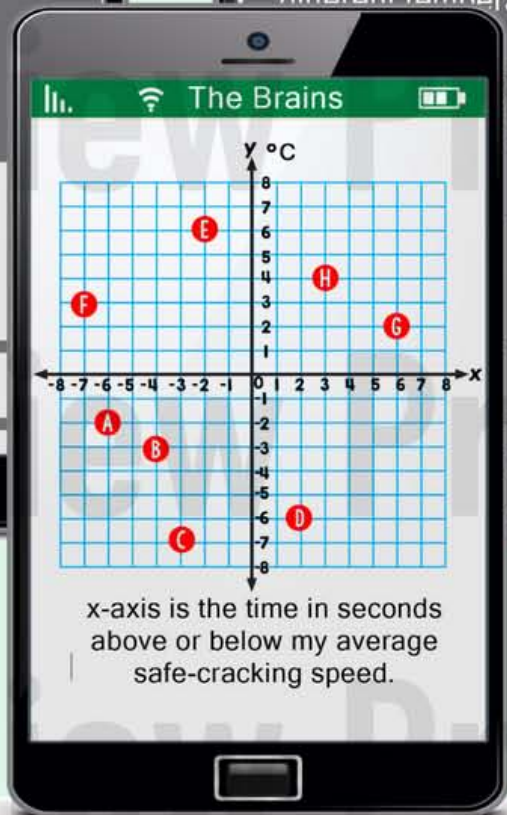 The Brains
y °C
8
7
6
5
4
3
2
1
E
H
F
G
-8 -7 -6 -5 -4 -3 -2 -1 0 1 2 3 4 5 6 7 8 x
-1
-2
-3
-4
-5
-6
-7
-8
A
B
D
C
x-axis is the time in seconds
above or below my average
safe-cracking speed.